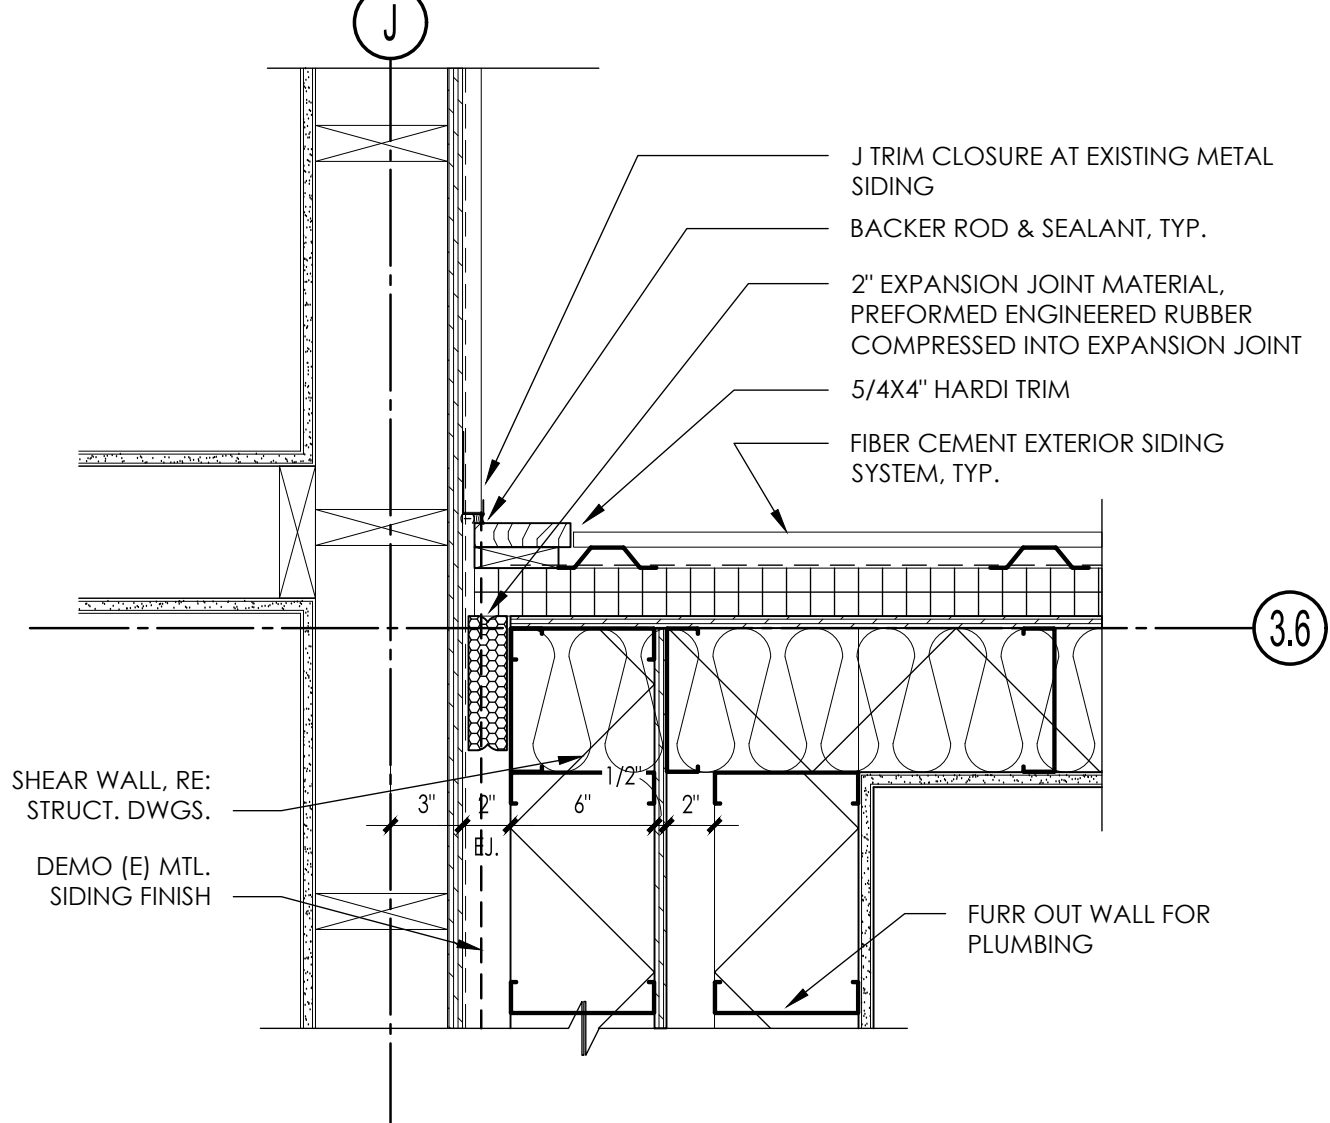 J
J TRIM CLOSURE AT EXISTING METAL
SIDING
BACKER ROD & SEALANT, TYP.
2" EXPANSION JOINT MATERIAL,
PREFORMED ENGINEERED RUBBER
COMPRESSED INTO EXPANSION JOINT
5/4X4" HARDI TRIM
FIBER CEMENT EXTERIOR SIDING
SYSTEM, TYP.
3.6
SHEAR WALL, RE:
STRUCT. DWGS.
3" 2" 6" 1/2" 2"
E.J.
DEMO (E) MTL.
SIDING FINISH
FURR OUT WALL FOR
PLUMBING